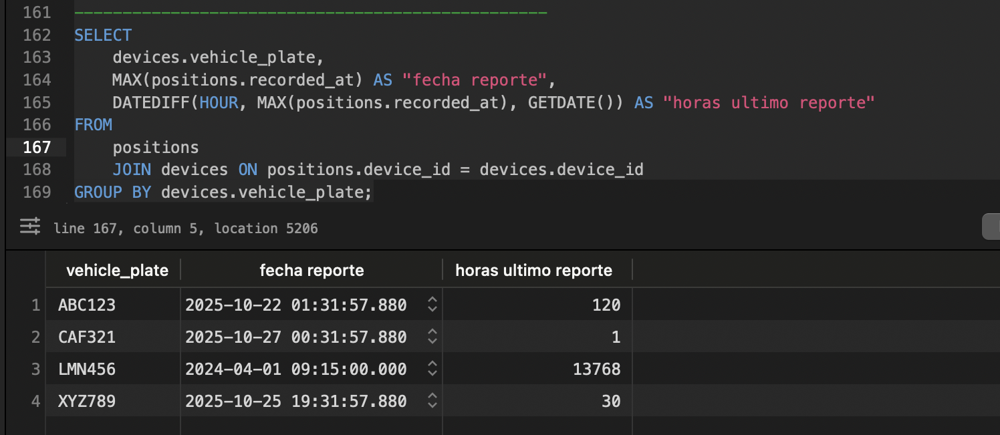 161 -------------------------------------------------
162 SELECT
163 devices.vehicle_plate,
164 MAX(positions.recorded_at) AS "fecha reporte",
165 DATEDIFF(HOUR, MAX(positions.recorded_at), GETDATE()) AS "horas ultimo reporte"
166 FROM
167 positions
168 JOIN devices ON positions.device_id = devices.device_id
169 GROUP BY devices.vehicle_plate;
line 167, column 5, location 5206
vehicle_plate fecha reporte horas ultimo reporte
1 ABC123 2025-10-22 01:31:57.880 120
2 CAF321 2025-10-27 00:31:57.880 1
3 LMN456 2024-04-01 09:15:00.000 13768
4 XYZ789 2025-10-25 19:31:57.880 30